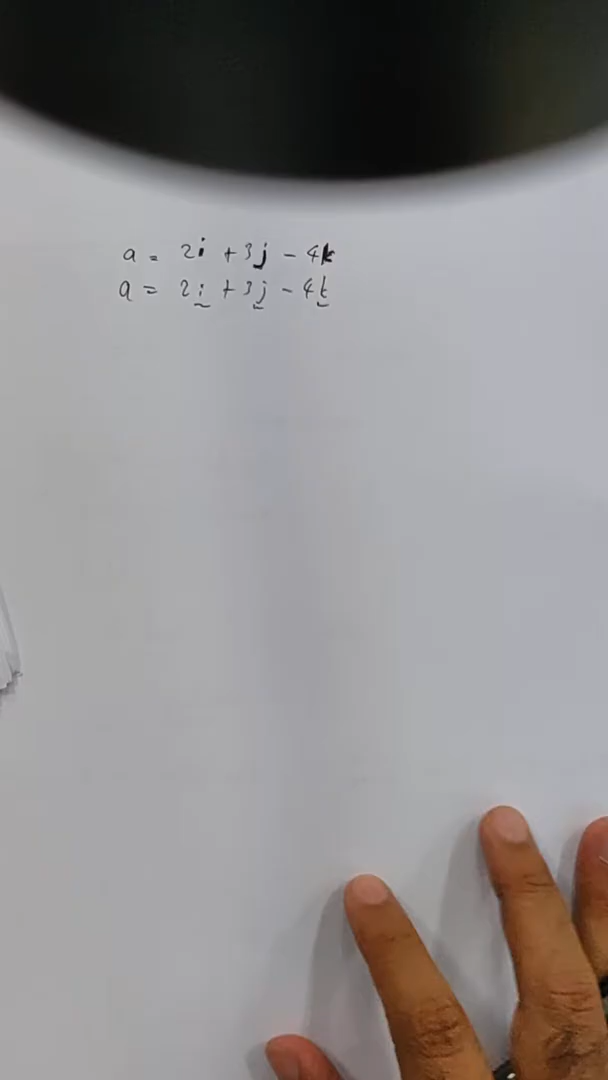 a = 2i + 3j - 4k
a = 2i + 3j - 4k